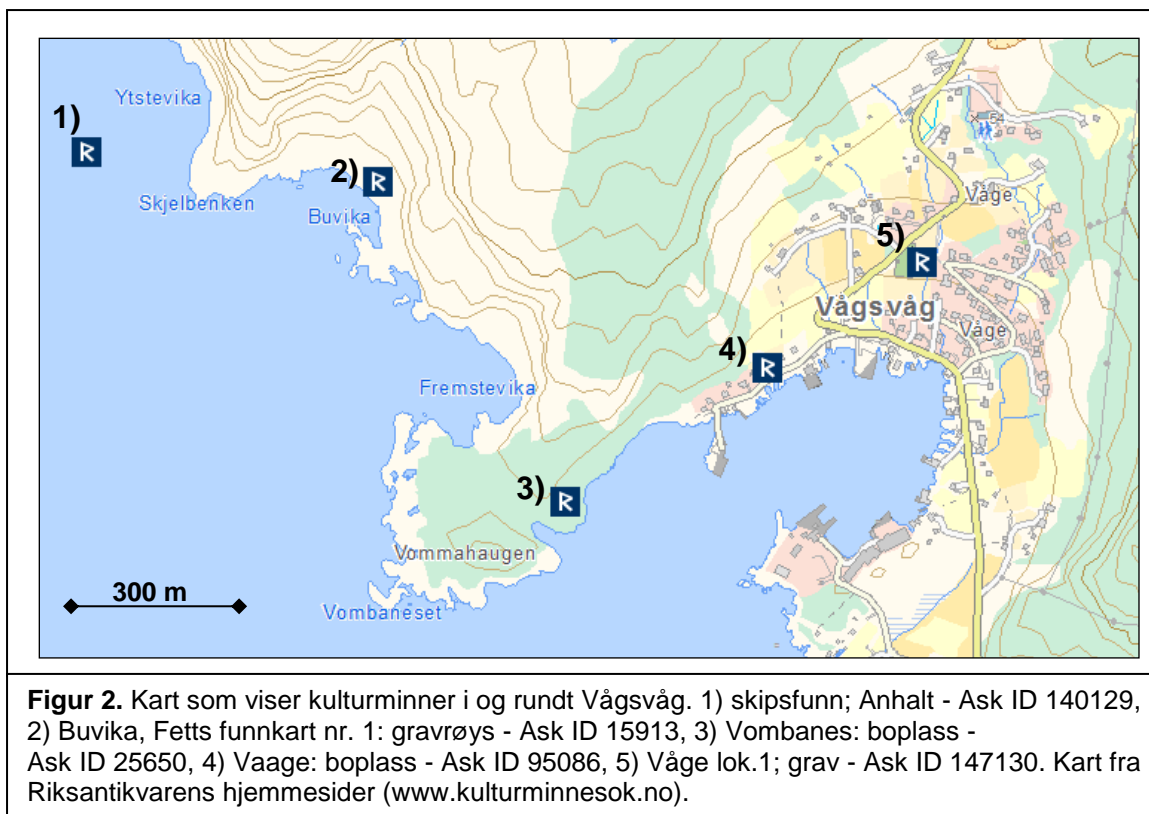 Ytstevika
1)
R
Skjelbenken
2)
R
Buvika
Våge
5)
R
Vågsvåg
Våge
4)
R
Fremstevika
3)
R
Vommahaugen
300 m
Vombaneset
Figur 2. Kart som viser kulturminner i og rundt Vågsvåg. 1) skipsfunn; Anhalt - Ask ID 140129,
2) Buvika, Fetts funnkart nr. 1: gravrøys - Ask ID 15913, 3) Vombanes: boplass -
Ask ID 25650, 4) Vaage: boplass - Ask ID 95086, 5) Våge lok.1; grav - Ask ID 147130. Kart fra
Riksantikvarens hjemmesider (www.kulturminnesok.no).